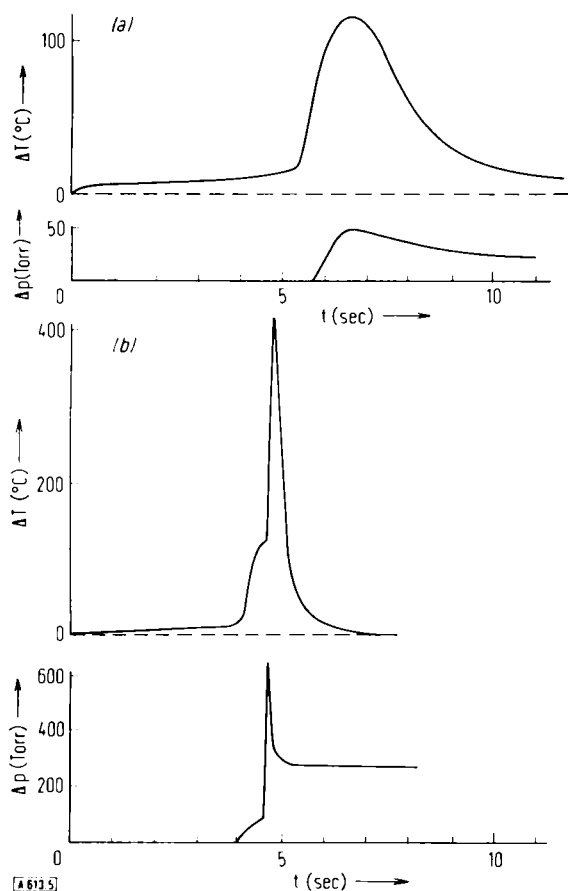 (a)
100
ΔT (°C) →
0
50
Δp(Torr) →
0 5 10
t (sec) →
400
(b)
200
ΔT (°C) →
0
600
400
200
Δp (Torr) →
0 5 10
t (sec) →
A 613.5